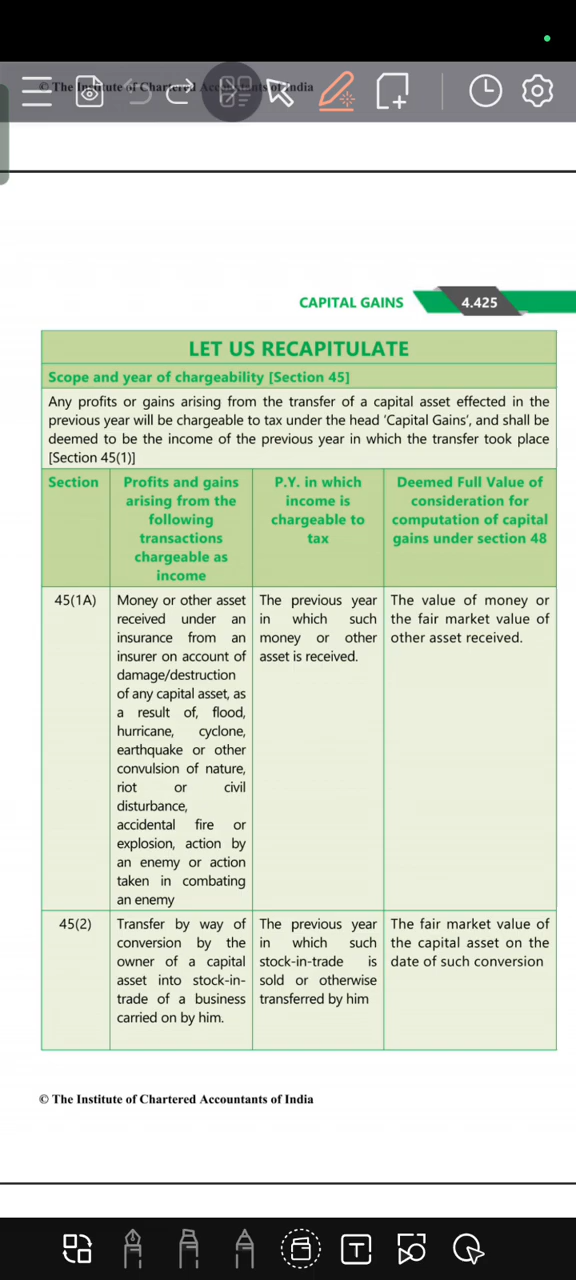 © The Institute of Chartered Accountants of India
CAPITAL GAINS 4.425
LET US RECAPITULATE
Scope and year of chargeability [Section 45]
Any profits or gains arising from the transfer of a capital asset effected in the
previous year will be chargeable to tax under the head ‘Capital Gains’, and shall be
deemed to be the income of the previous year in which the transfer took place
[Section 45(1)]
Section
Profits and gains
arising from the
following
transactions
chargeable as
income
P.Y. in which
income is
chargeable to
tax
Deemed Full Value of
consideration for
computation of capital
gains under section 48
45(1A)
Money or other asset
received under an
insurance from an
insurer on account of
damage/destruction
of any capital asset, as
a result of, flood,
hurricane, cyclone,
earthquake or other
convulsion of nature,
riot or civil
disturbance,
accidental fire or
explosion, action by
an enemy or action
taken in combating
an enemy
The previous year
in which such
money or other
asset is received.
The value of money or
the fair market value of
other asset received.
45(2)
Transfer by way of
conversion by the
owner of a capital
asset into stock-in-
trade of a business
carried on by him.
The previous year
in which such
stock-in-trade is
sold or otherwise
transferred by him
The fair market value of
the capital asset on the
date of such conversion
© The Institute of Chartered Accountants of India
T